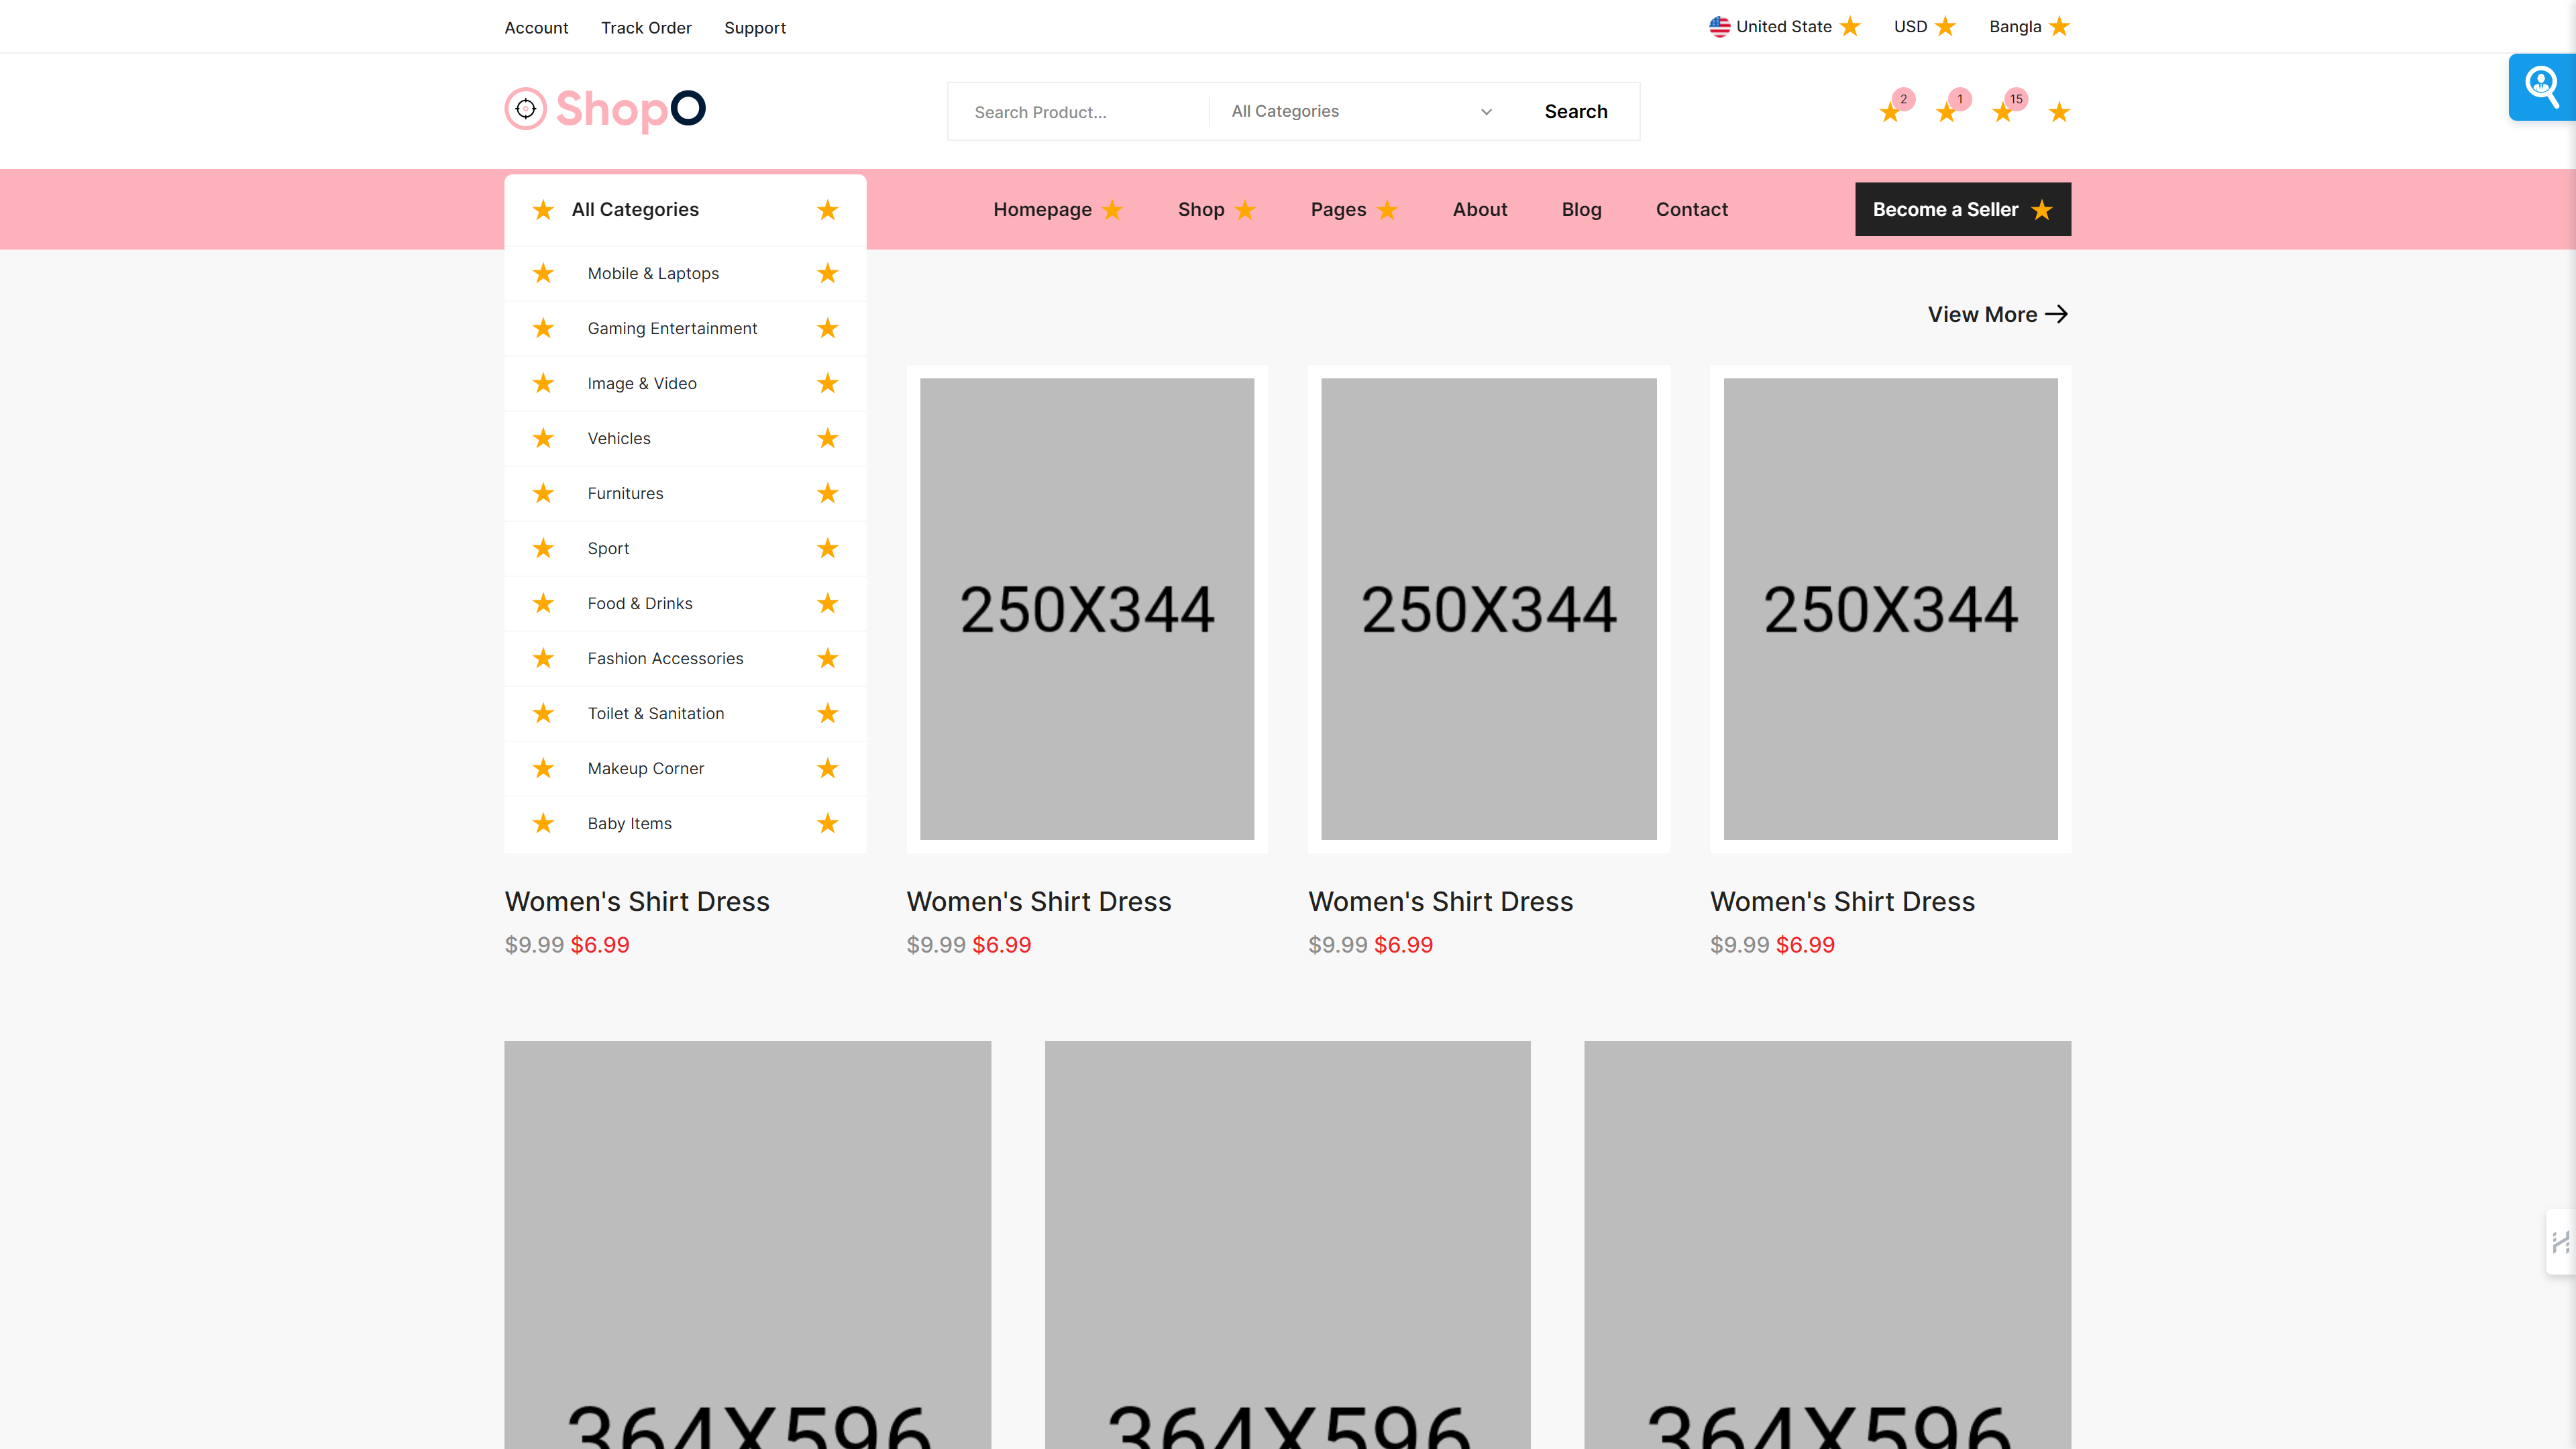 Account Track Order Support United State USD Bangla
ShopO Search Product... All Categories Search 2 1 15
All Categories Homepage Shop Pages About Blog Contact Become a Seller
Mobile & Laptops
View More
Gaming Entertainment
Image & Video
Vehicles
Furnitures
Sport
Food & Drinks
250X344 250X344 250X344
Fashion Accessories
Toilet & Sanitation
Makeup Corner
Baby Items
Women's Shirt Dress Women's Shirt Dress Women's Shirt Dress Women's Shirt Dress
$9.99 $6.99 $9.99 $6.99 $9.99 $6.99 $9.99 $6.99
364X596 364X596 364X596